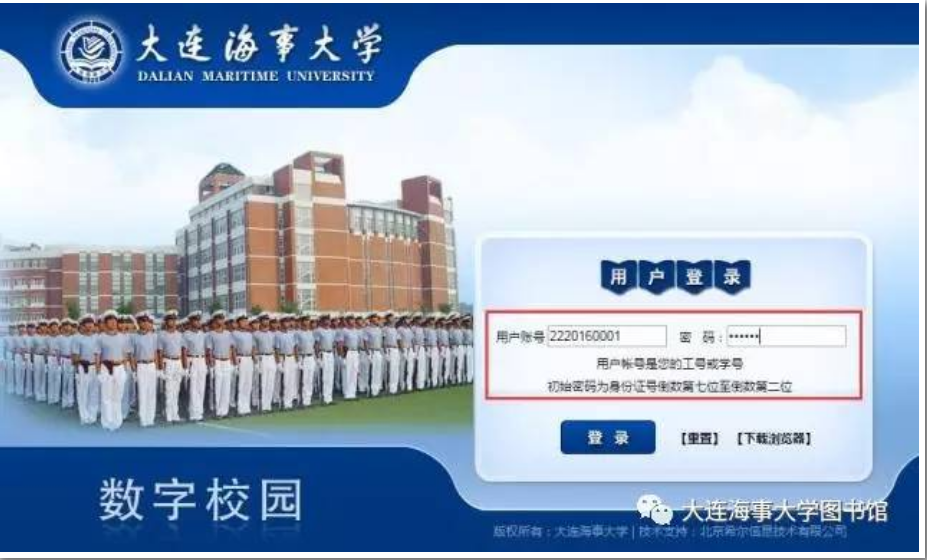 大连海事大学
DALIAN MARITIME UNIVERSITY
用户登录
用户账号 2220160001 密 码：••••••
用户帐号是您的工号或学号
初始密码为身份证号倒数第七位至倒数第二位
登 录 【重置】 【下载浏览器】
数字校园
大连海事大学图书馆
版权所有：大连海事大学 | 技术支持：北京希尔信息技术有限公司